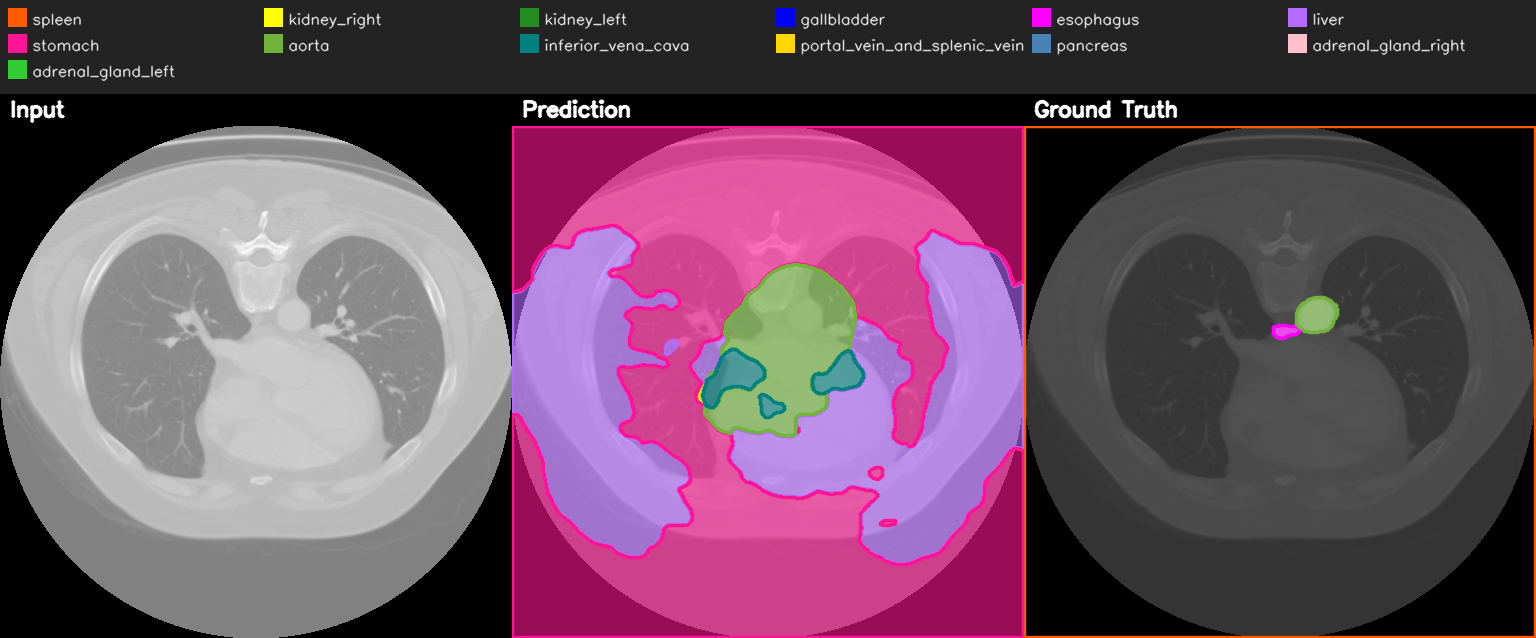 spleen kidney_right kidney_left gallbladder esophagus liver
stomach aorta inferior_vena_cava portal_vein_and_splenic_vein pancreas adrenal_gland_right
adrenal_gland_left
Input Prediction Ground Truth